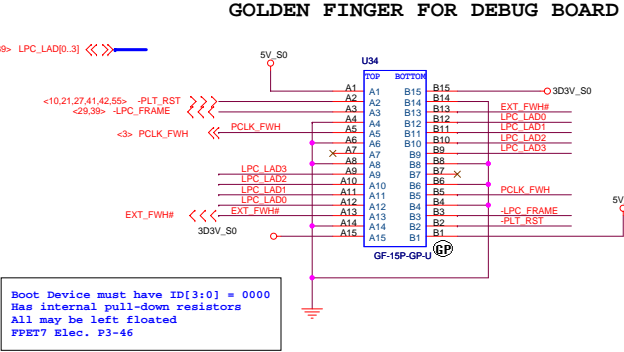 GOLDEN FINGER FOR DEBUG BOARD
9> LPC_LAD[0..3]
5V_S0
U34
TOP BOTTOM
A1 A1 B15 B15 3D3V_S0
<10,21,27,41,42,55> -PLT_RST A2 A2 B14 B14
<29,39> -LPC_FRAME A3 A3 B13 B13 EXT_FWH#
A4 A4 B12 B12 LPC_LAD0
<3> PCLK_FWH PCLK_FWH A5 A5 B11 B11 LPC_LAD1
A6 A6 B10 B10 LPC_LAD2
A7 A7 B9 B9 LPC_LAD3
A8 A8 B8 B8
LPC_LAD3 A9 A9 B7 B7
LPC_LAD2 A10 A10 B6 B6
LPC_LAD1 A11 A11 B5 B5 PCLK_FWH
LPC_LAD0 A12 A12 B4 B4
EXT_FWH# EXT_FWH# A13 A13 B3 B3 -LPC_FRAME
A14 A14 B2 B2 -PLT_RST
3D3V_S0 A15 A15 B1 B1
5V
GF-15P-GP-U
GP
Boot Device must have ID[3:0] = 0000
Has internal pull-down resistors
All may be left floated
FPET7 Elec. P3-46